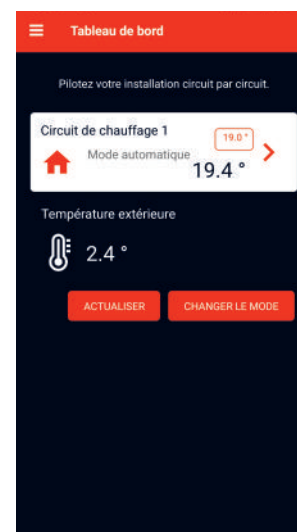 Tableau de bord
Pilotez votre installation circuit par circuit.
Circuit de chauffage 1
19.0 °
Mode automatique
19.4 °
Température extérieure
2.4 °
ACTUALISER
CHANGER LE MODE